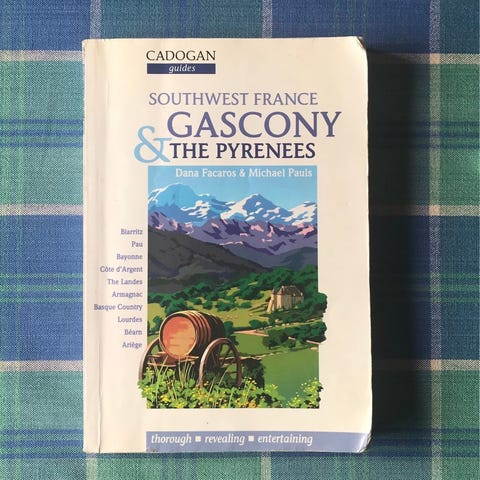 CADOGAN
guides
SOUTHWEST FRANCE
GASCONY
& THE PYRENEES
Dana Facaros & Michael Pauls
Biarritz
Pau
Bayonne
Côte d'Argent
The Landes
Armagnac
Basque Country
Lourdes
Béarn
Ariège
thorough ■ revealing ■ entertaining